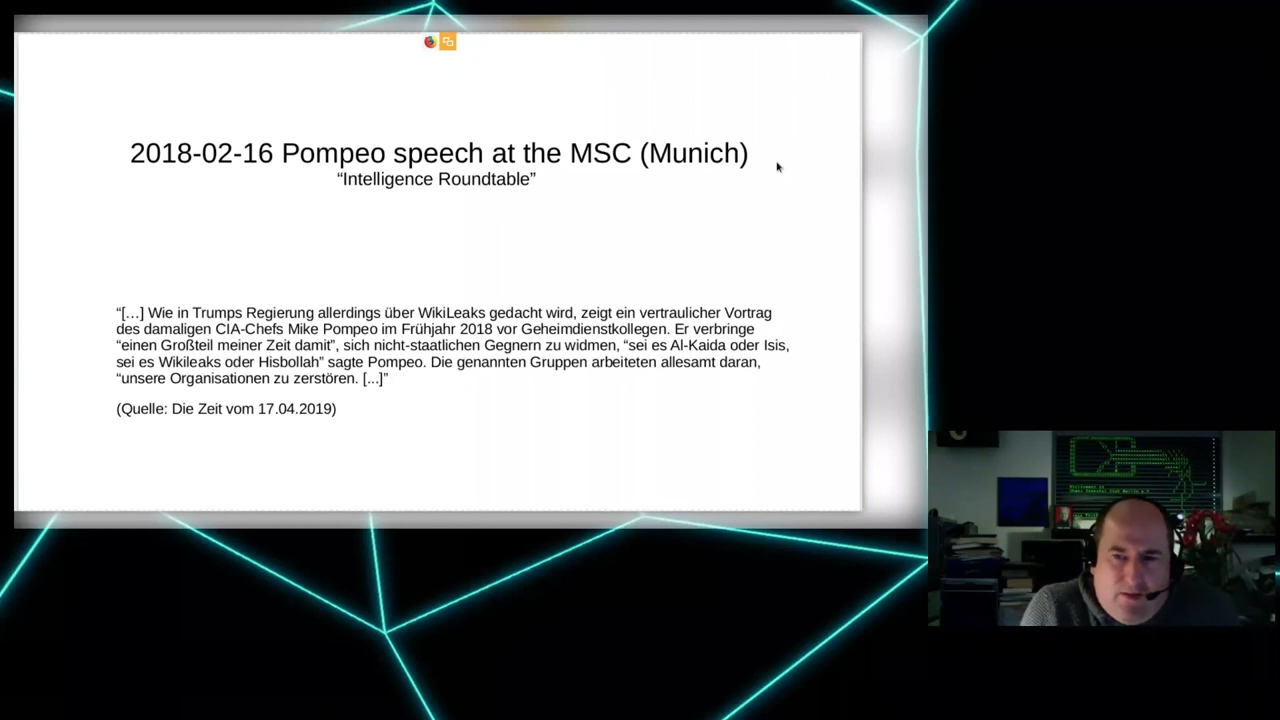 2018-02-16 Pompeo speech at the MSC (Munich)
“Intelligence Roundtable”
“[…] Wie in Trumps Regierung allerdings über WikiLeaks gedacht wird, zeigt ein vertraulicher Vortrag
des damaligen CIA-Chefs Mike Pompeo im Frühjahr 2018 vor Geheimdienstkollegen. Er verbringe
“einen Großteil meiner Zeit damit”, sich nicht-staatlichen Gegnern zu widmen, “sei es Al-Kaida oder Isis,
sei es Wikileaks oder Hisbollah” sagte Pompeo. Die genannten Gruppen arbeiteten allesamt daran,
“unsere Organisationen zu zerstören. [...]”
(Quelle: Die Zeit vom 17.04.2019)